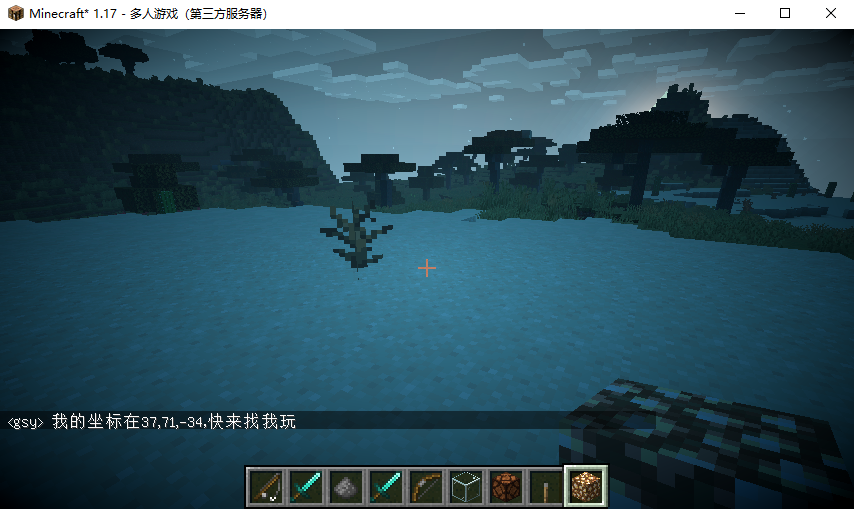 Minecraft* 1.17 - 多人游戏（第三方服务器）
<gsy> 我的坐标在37,71,-34,快来找我玩